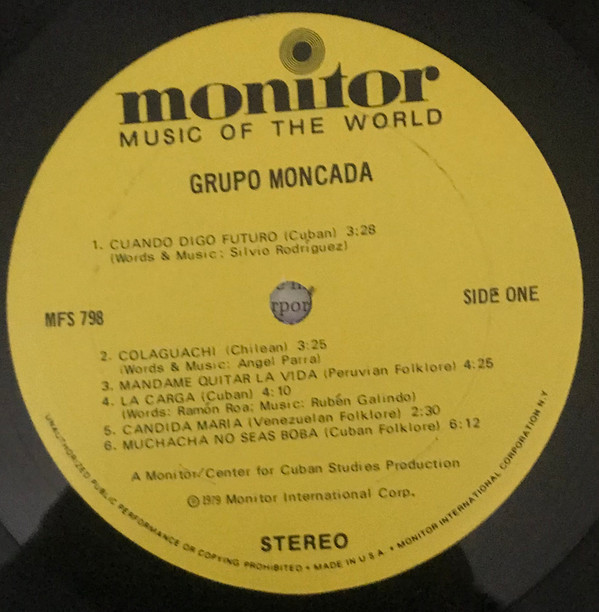 monitor
MUSIC OF THE WORLD
GRUPO MONCADA
1. CUANDO DIGO FUTURO (Cuban) 3:28
(Words & Music: Silvio Rodríguez)
rpor
MFS 798
SIDE ONE
2. COLAGUACHI (Chilean) 3:25
(Words & Music: Angel Parra)
3. MANDAME QUITAR LA VIDA (Peruvian Folklore) 4:25
4. LA CARGA (Cuban) 4:10
(Words: Ramón Roa; Music: Rubén Galindo)
5. CANDIDA MARIA (Venezuelan Folklore) 2:30
6. MUCHACHA NO SEAS BOBA (Cuban Folklore) 6:12
A Monitor/Center for Cuban Studies Production
Ⓟ 1979 Monitor International Corp.
STEREO
UNAUTHORIZED PUBLIC PERFORMANCE OR COPYING PROHIBITED • MADE IN U.S.A. • MONITOR INTERNATIONAL CORPORATION N.Y.